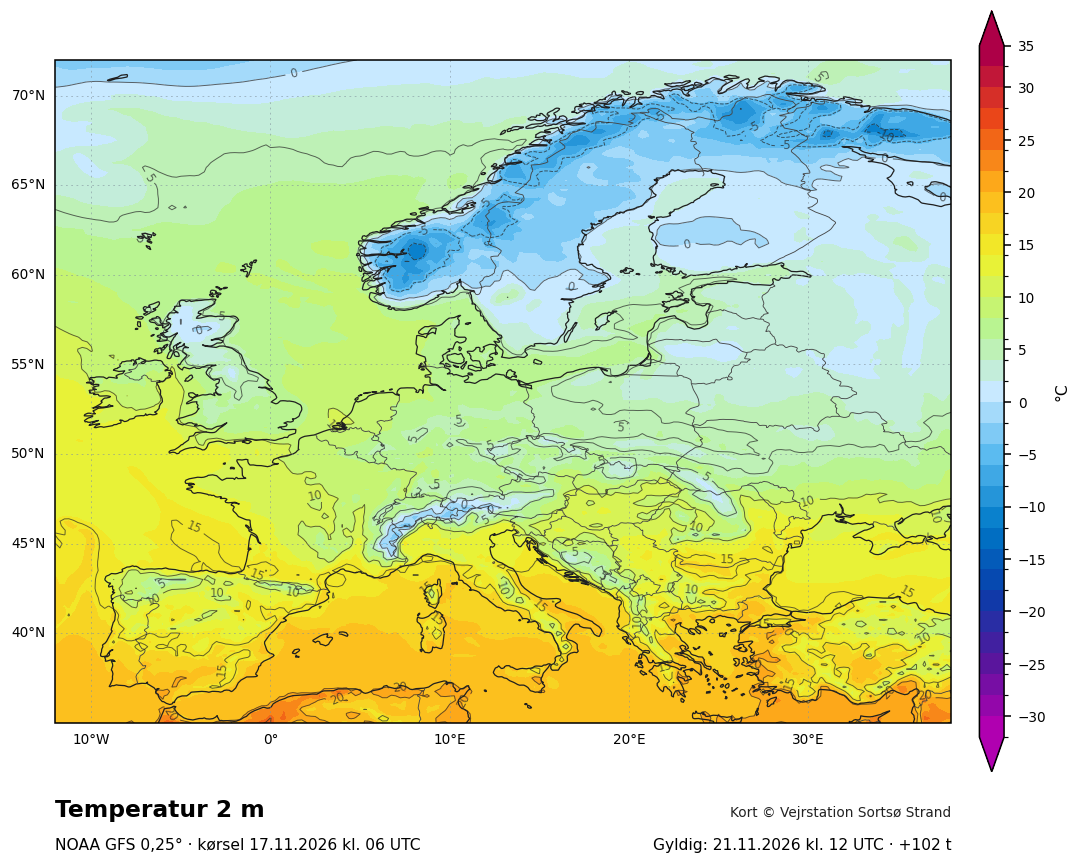 70°N
65°N
60°N
55°N
50°N
45°N
40°N
10°W
0°
10°E
20°E
30°E
35
30
25
20
15
10
5
0
−5
−10
−15
−20
−25
−30
°C
Temperatur 2 m
Kort © Vejrstation Sortsø Strand
NOAA GFS 0,25° · kørsel 17.11.2026 kl. 06 UTC
Gyldig: 21.11.2026 kl. 12 UTC · +102 t